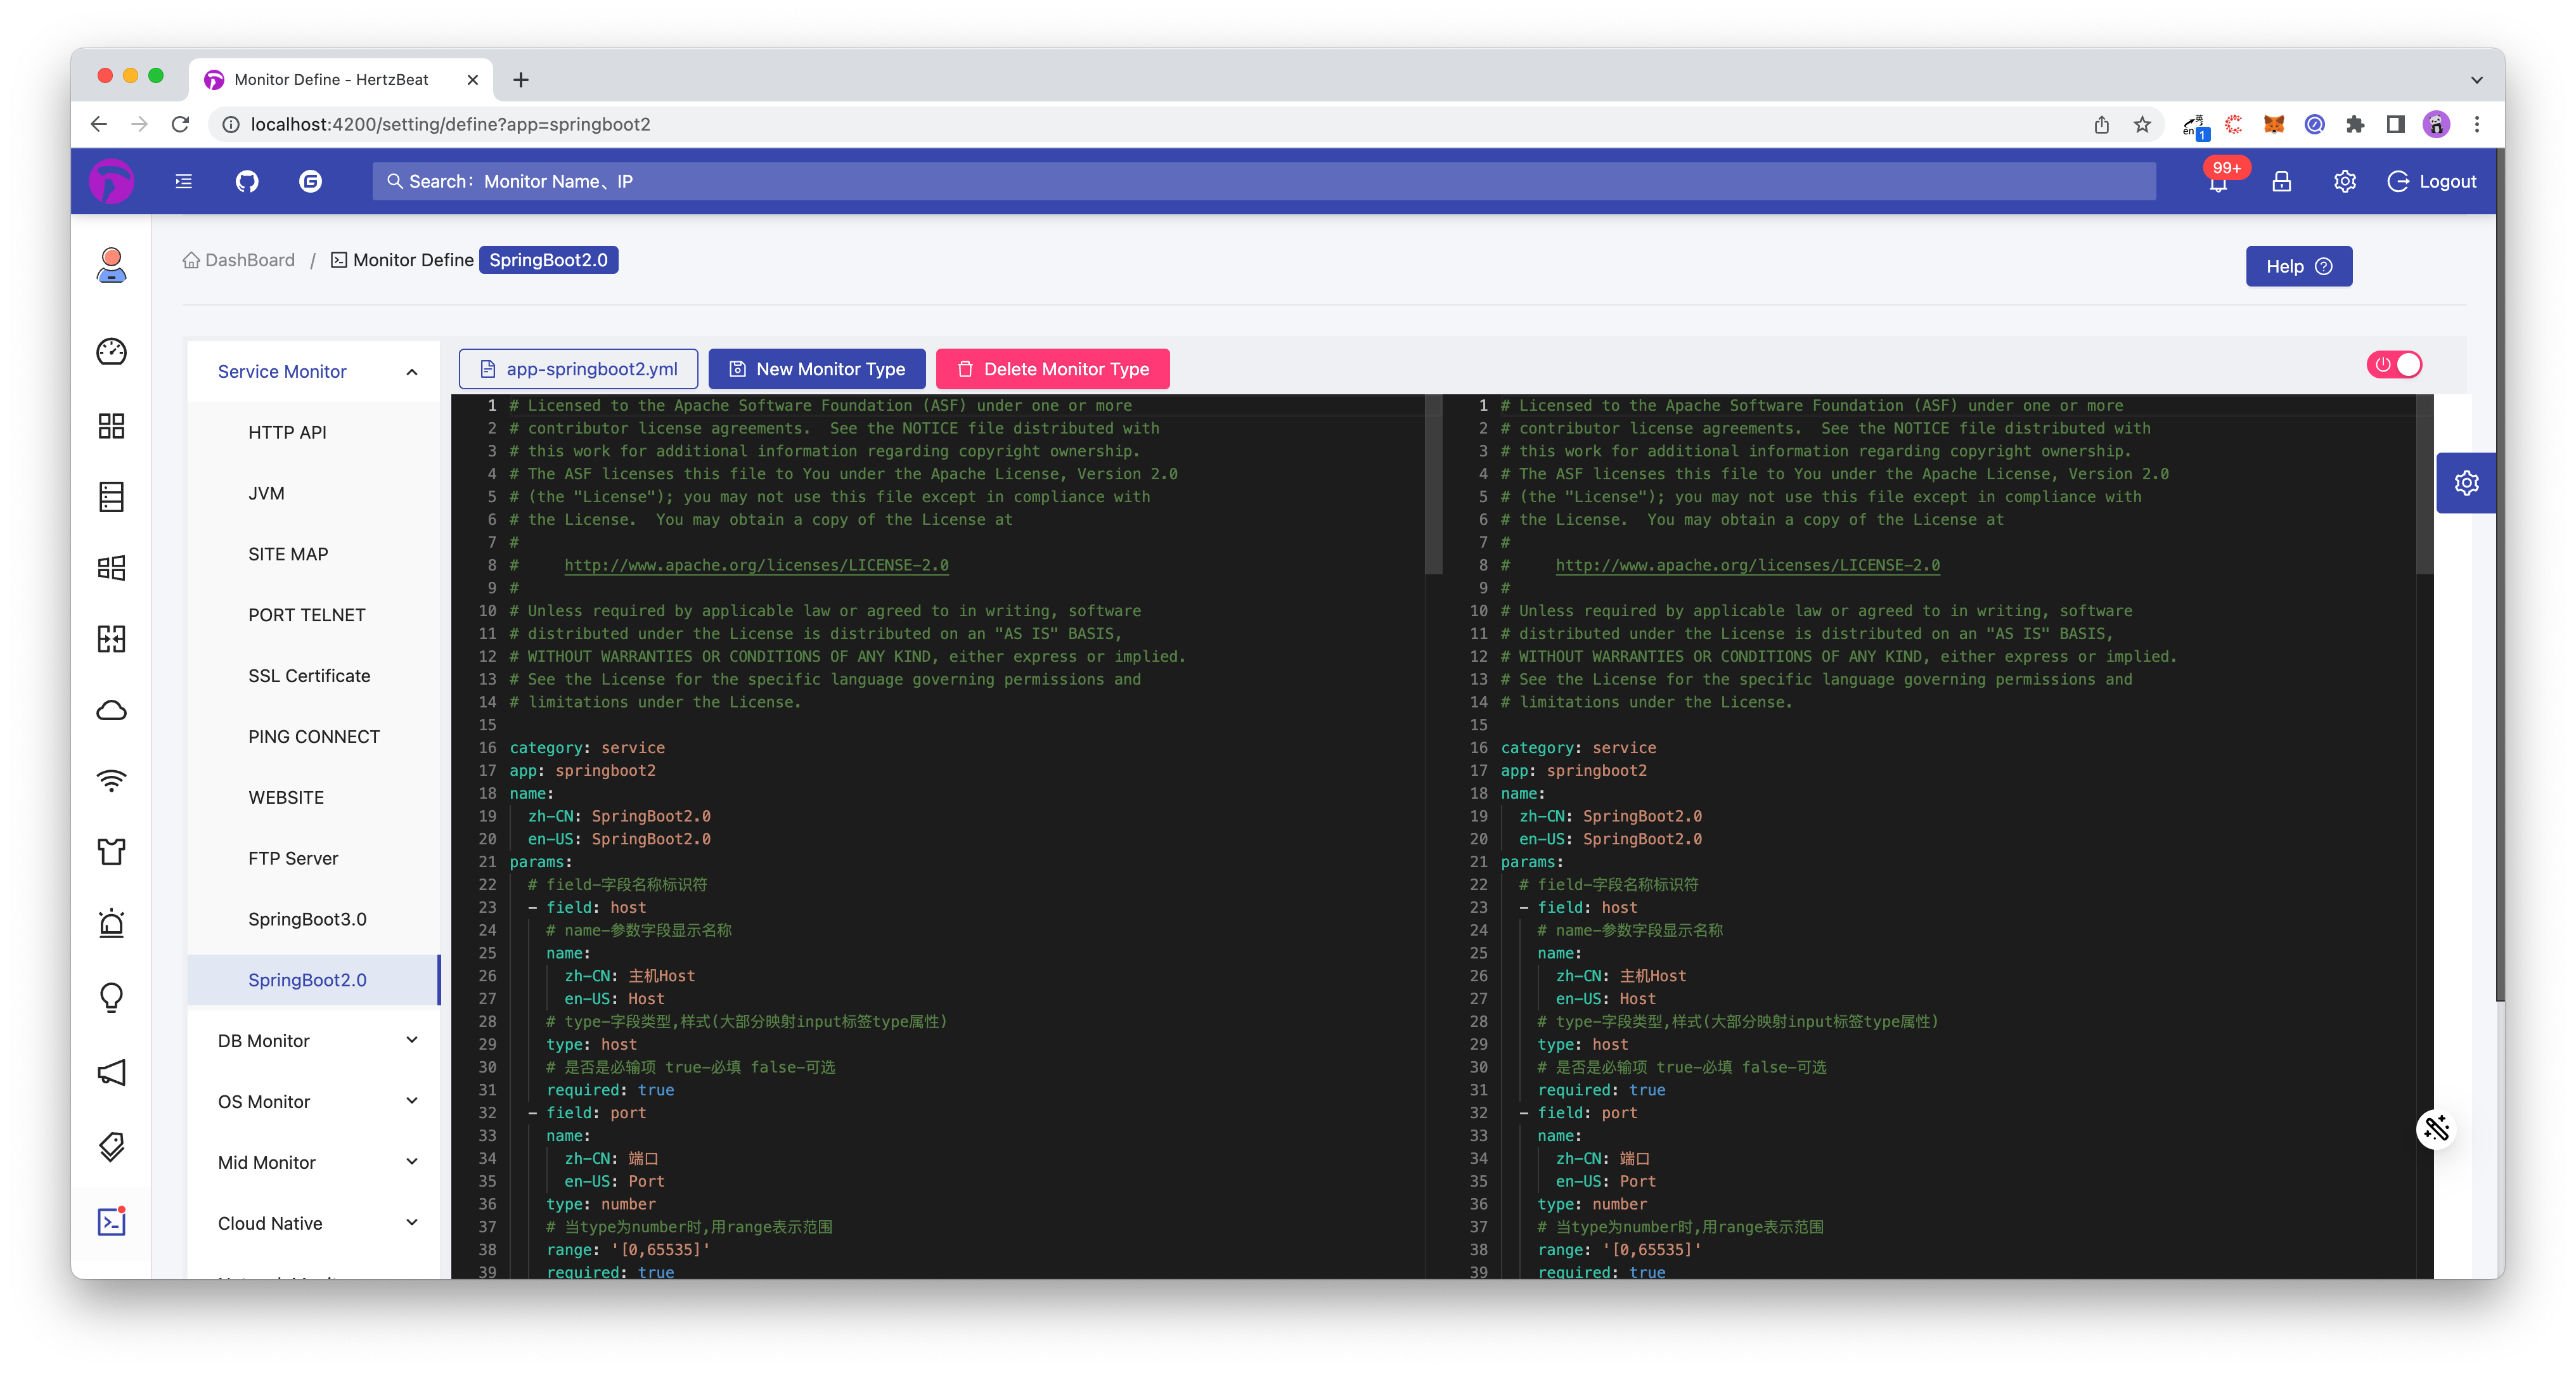 Monitor Define - HertzBeat
localhost:4200/setting/define?app=springboot2
英
en
1
Search: Monitor Name、IP
99+
Logout
DashBoard / Monitor Define SpringBoot2.0
Help
Service Monitor
HTTP API
JVM
SITE MAP
PORT TELNET
SSL Certificate
PING CONNECT
WEBSITE
FTP Server
SpringBoot3.0
SpringBoot2.0
DB Monitor
OS Monitor
Mid Monitor
Cloud Native
app-springboot2.yml
New Monitor Type
Delete Monitor Type
1 # Licensed to the Apache Software Foundation (ASF) under one or more
2 # contributor license agreements.  See the NOTICE file distributed with
3 # this work for additional information regarding copyright ownership.
4 # The ASF licenses this file to You under the Apache License, Version 2.0
5 # (the "License"); you may not use this file except in compliance with
6 # the License.  You may obtain a copy of the License at
7 #
8 #     http://www.apache.org/licenses/LICENSE-2.0
9 #
10 # Unless required by applicable law or agreed to in writing, software
11 # distributed under the License is distributed on an "AS IS" BASIS,
12 # WITHOUT WARRANTIES OR CONDITIONS OF ANY KIND, either express or implied.
13 # See the License for the specific language governing permissions and
14 # limitations under the License.
15
16 category: service
17 app: springboot2
18 name:
19   zh-CN: SpringBoot2.0
20   en-US: SpringBoot2.0
21 params:
22   # field-字段名称标识符
23   - field: host
24     # name-参数字段显示名称
25     name:
26       zh-CN: 主机Host
27       en-US: Host
28     # type-字段类型,样式(大部分映射input标签type属性)
29     type: host
30     # 是否是必输项 true-必填 false-可选
31     required: true
32   - field: port
33     name:
34       zh-CN: 端口
35       en-US: Port
36     type: number
37     # 当type为number时,用range表示范围
38     range: '[0,65535]'
39     required: true
1 # Licensed to the Apache Software Foundation (ASF) under one or more
2 # contributor license agreements.  See the NOTICE file distributed with
3 # this work for additional information regarding copyright ownership.
4 # The ASF licenses this file to You under the Apache License, Version 2.0
5 # (the "License"); you may not use this file except in compliance with
6 # the License.  You may obtain a copy of the License at
7 #
8 #     http://www.apache.org/licenses/LICENSE-2.0
9 #
10 # Unless required by applicable law or agreed to in writing, software
11 # distributed under the License is distributed on an "AS IS" BASIS,
12 # WITHOUT WARRANTIES OR CONDITIONS OF ANY KIND, either express or implied.
13 # See the License for the specific language governing permissions and
14 # limitations under the License.
15
16 category: service
17 app: springboot2
18 name:
19   zh-CN: SpringBoot2.0
20   en-US: SpringBoot2.0
21 params:
22   # field-字段名称标识符
23   - field: host
24     # name-参数字段显示名称
25     name:
26       zh-CN: 主机Host
27       en-US: Host
28     # type-字段类型,样式(大部分映射input标签type属性)
29     type: host
30     # 是否是必输项 true-必填 false-可选
31     required: true
32   - field: port
33     name:
34       zh-CN: 端口
35       en-US: Port
36     type: number
37     # 当type为number时,用range表示范围
38     range: '[0,65535]'
39     required: true